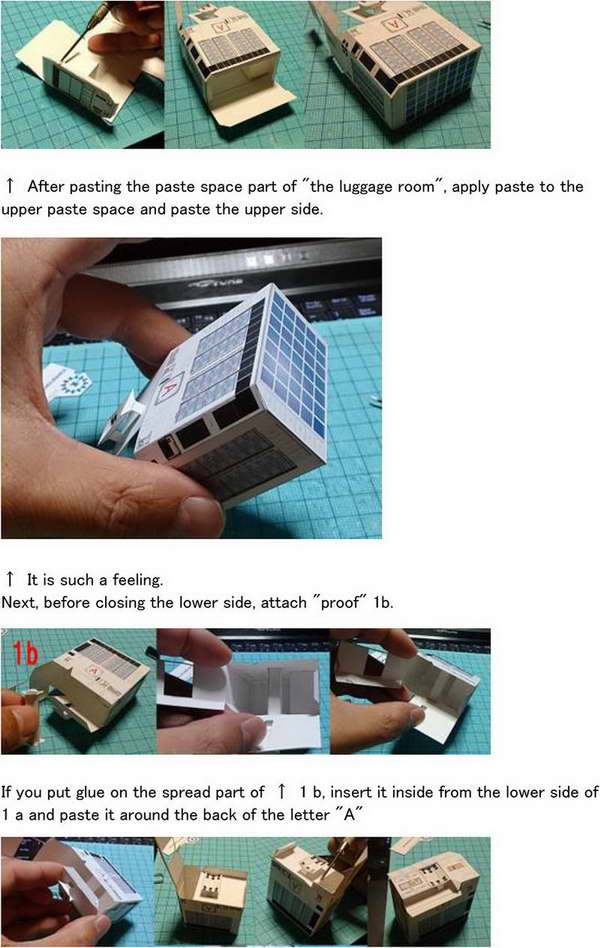 ↑ After pasting the paste space part of "the luggage room", apply paste to the
upper paste space and paste the upper side.
A
↑ It is such a feeling.
Next, before closing the lower side, attach "proof" 1b.
1b
A
If you put glue on the spread part of ↑ 1 b, insert it inside from the lower side of
1 a and paste it around the back of the letter "A"